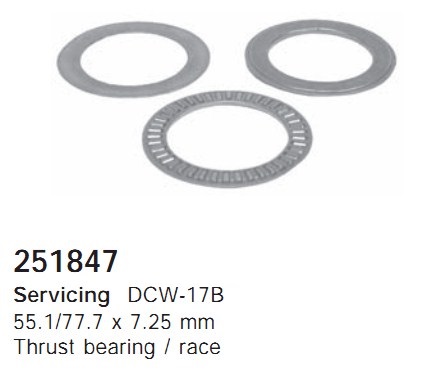 251847
Servicing DCW-17B
55.1/77.7 x 7.25 mm
Thrust bearing / race